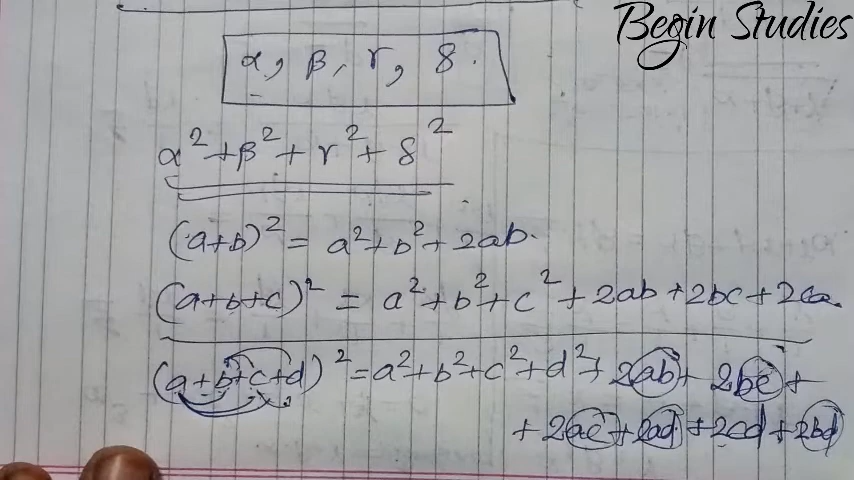 Begin Studies
α, β, γ, δ.
α² + β² + γ² + δ²
(a+b)² = a² + b² + 2ab.
(a+b+c)² = a² + b² + c² + 2ab + 2bc + 2ca.
(a+b+c+d)² = a² + b² + c² + d² + 2ab + 2bc +
+ 2ac + 2ad + 2cd + 2bd